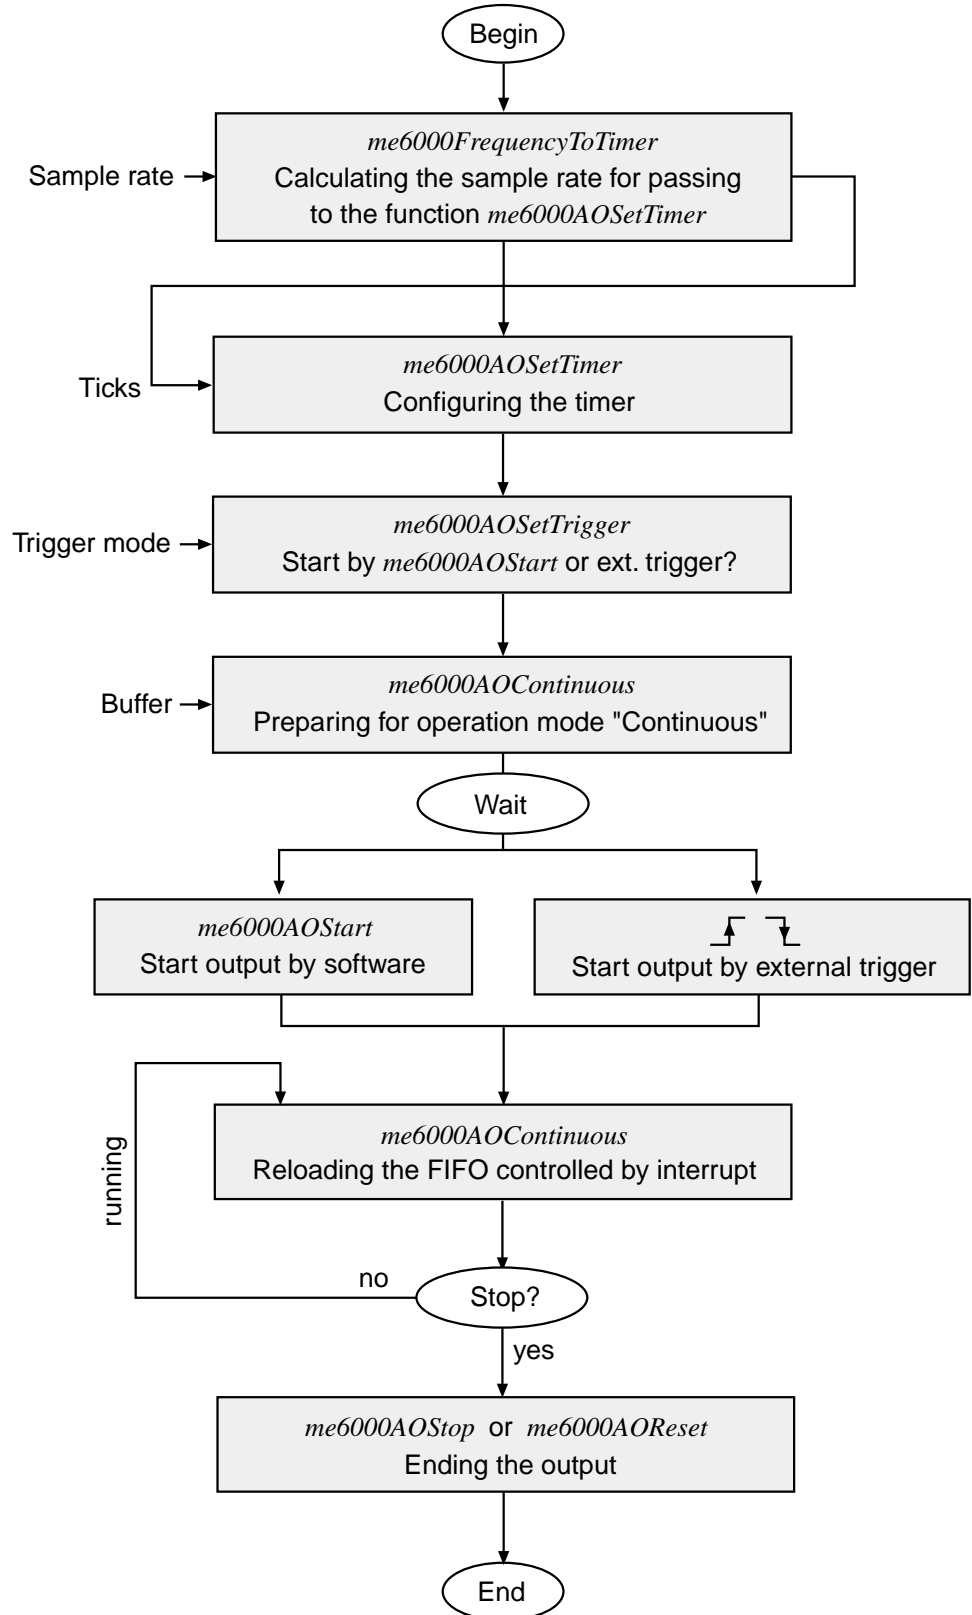 Begin
me6000FrequencyToTimer
Sample rate
Calculating the sample rate for passing
to the function me6000AOSetTimer
me6000AOSetTimer
Ticks
Configuring the timer
me6000AOSetTrigger
Trigger mode
Start by me6000AOStart or ext. trigger?
me6000AOContinuous
Buffer
Preparing for operation mode "Continuous"
Wait
me6000AOStart
Start output by software
Start output by external trigger
running
me6000AOContinuous
Reloading the FIFO controlled by interrupt
no
Stop?
yes
me6000AOStop or me6000AOReset
Ending the output
End